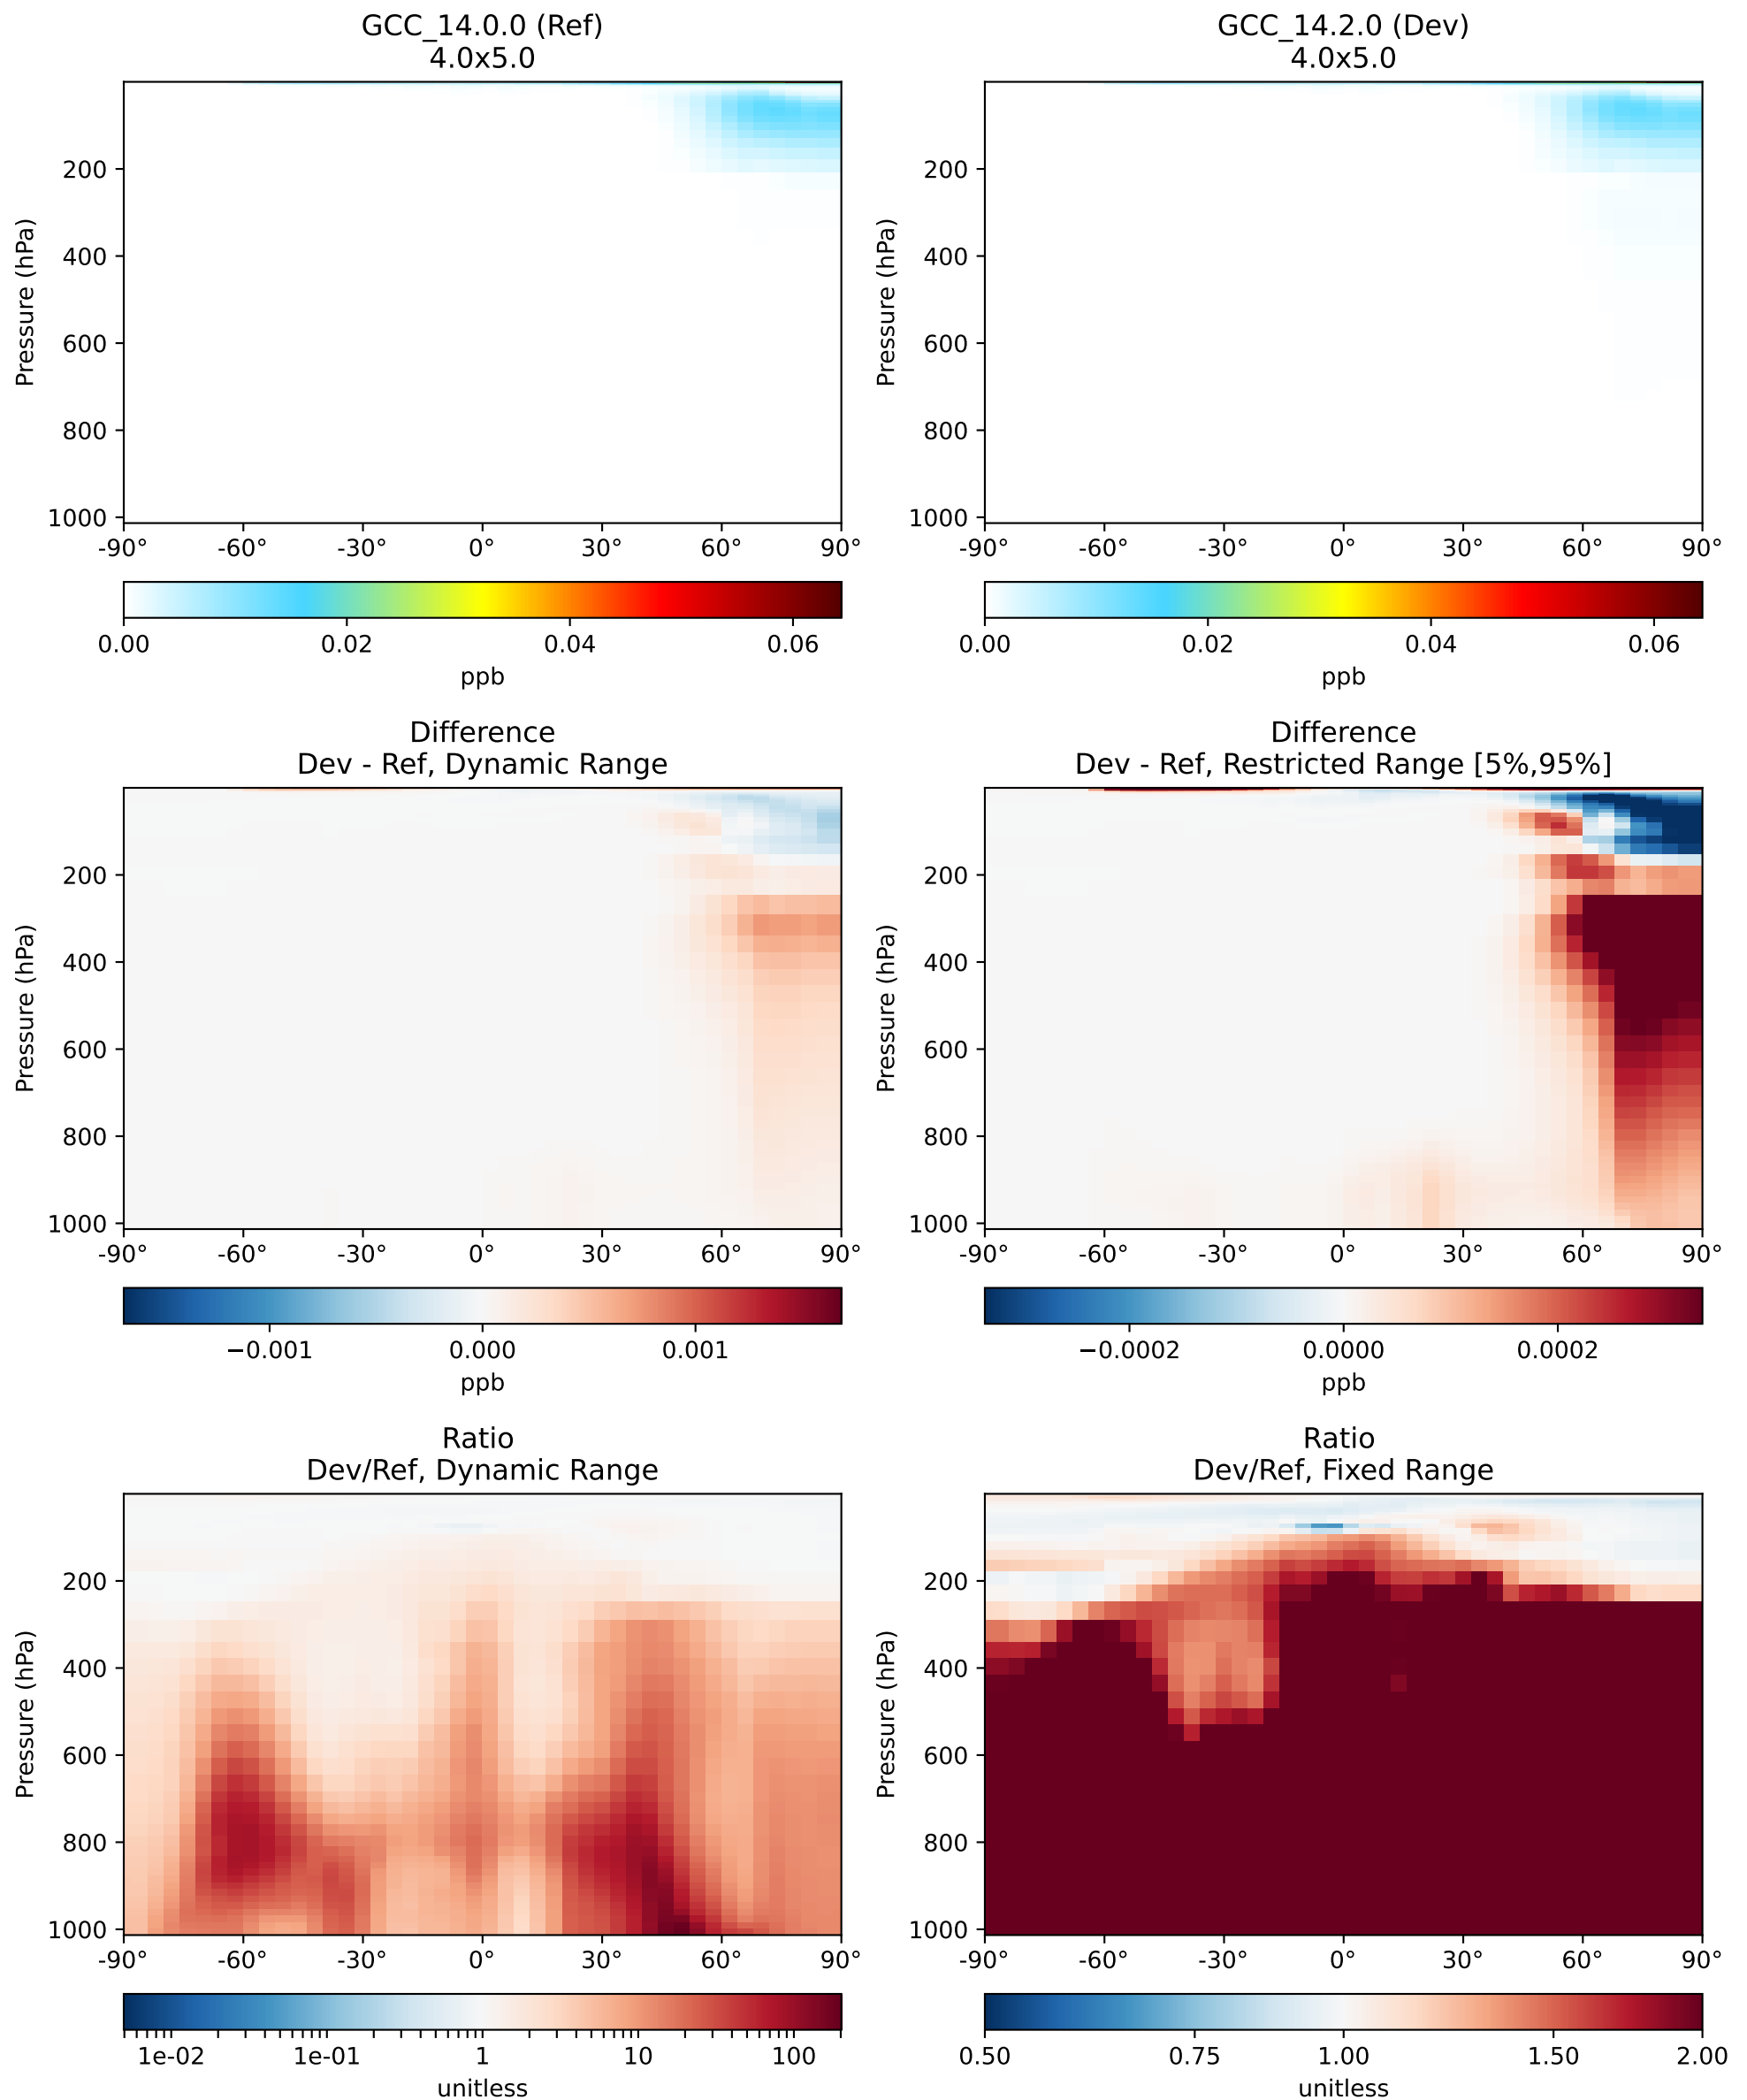 GCC_14.0.0 (Ref)
4.0x5.0
Pressure (hPa)
200
400
600
800
1000
-90° -60° -30° 0° 30° 60° 90°
0.00 0.02 0.04 0.06
ppb
GCC_14.2.0 (Dev)
4.0x5.0
Pressure (hPa)
200
400
600
800
1000
-90° -60° -30° 0° 30° 60° 90°
0.00 0.02 0.04 0.06
ppb
Difference
Dev - Ref, Dynamic Range
Pressure (hPa)
200
400
600
800
1000
-90° -60° -30° 0° 30° 60° 90°
−0.001 0.000 0.001
ppb
Difference
Dev - Ref, Restricted Range [5%,95%]
Pressure (hPa)
200
400
600
800
1000
-90° -60° -30° 0° 30° 60° 90°
−0.0002 0.0000 0.0002
ppb
Ratio
Dev/Ref, Dynamic Range
Pressure (hPa)
200
400
600
800
1000
-90° -60° -30° 0° 30° 60° 90°
1e-02 1e-01 1 10 100
unitless
Ratio
Dev/Ref, Fixed Range
Pressure (hPa)
200
400
600
800
1000
-90° -60° -30° 0° 30° 60° 90°
0.50 0.75 1.00 1.50 2.00
unitless